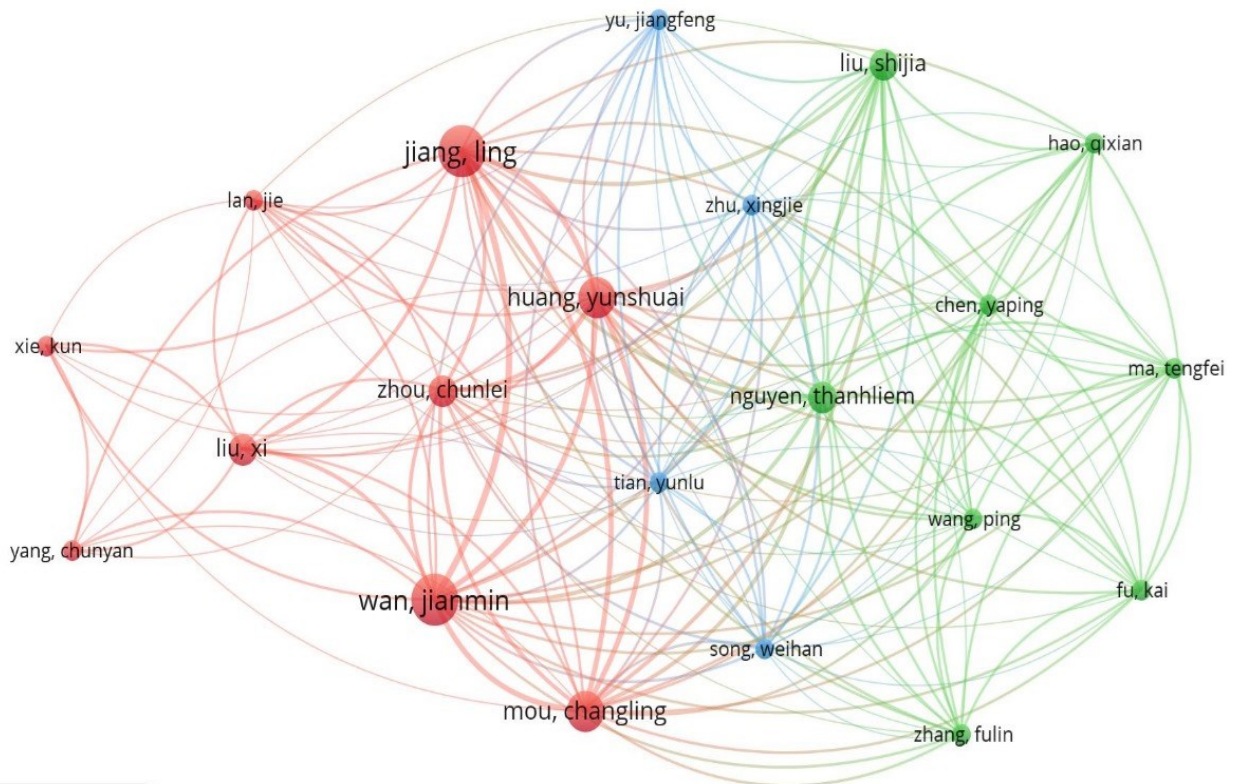 yu, jiangfeng
liu, shijia
hao, qixian
jiang, ling
lan, jie
zhu, xingjie
huang, yunshuai
chen, yaping
xie, kun
ma, tengfei
zhou, chunlei
nguyen, thanhliem
liu, xi
tian, yunlu
wang, ping
yang, chunyan
fu, kai
wan, jianmin
song, weihan
mou, changling
zhang, fulin